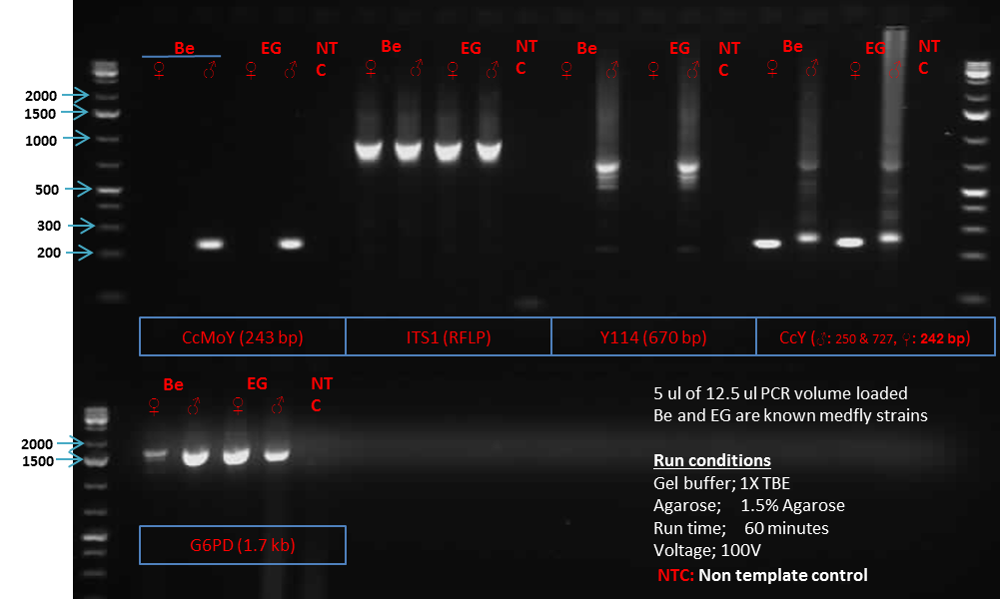 Be EG NT Be EG NT Be EG NT Be EG NT
♀ ♂ ♀ ♂ C ♀ ♂ ♀ ♂ C ♀ ♂ ♀ ♂ C ♀ ♂ ♀ ♂ C
2000
1500
1000
500
300
200
CcMoY (243 bp) ITS1 (RFLP) Y114 (670 bp) CcY (♂: 250 & 727, ♀: 242 bp)
Be EG NT
♀ ♂ ♀ ♂ C
2000
1500
G6PD (1.7 kb)
5 ul of 12.5 ul PCR volume loaded
Be and EG are known medfly strains
Run conditions
Gel buffer; 1X TBE
Agarose; 1.5% Agarose
Run time; 60 minutes
Voltage; 100V
NTC: Non template control